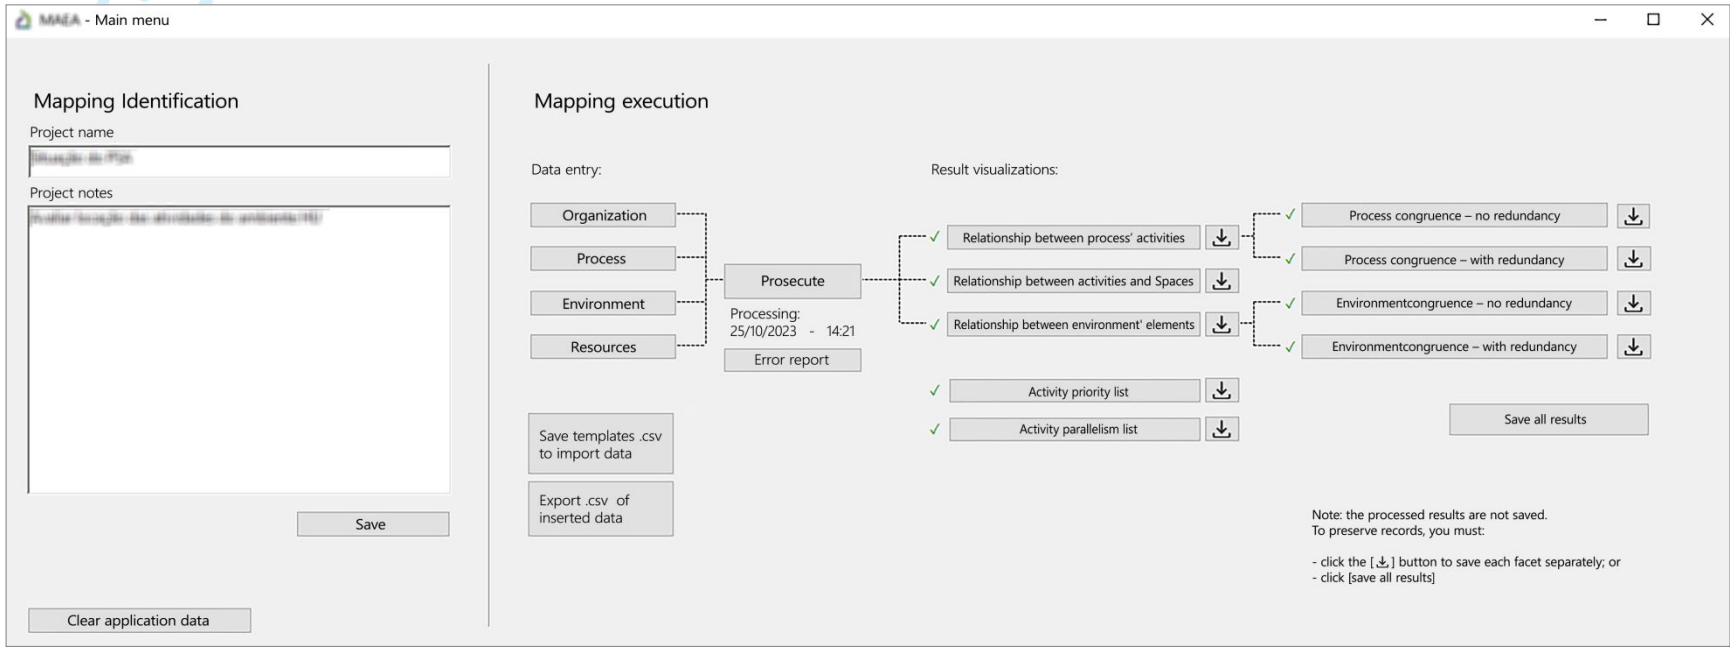 - Main menu
Mapping Identification
Project name
Project notes
Save
Clear application data
Mapping execution
Data entry:
Organization
Process
Environment
Resources
Save templates .csv
to import data
Export .csv of
inserted data
Prosecute
Processing:
25/10/2023 - 14:21
Error report
Result visualizations:
Relationship between process' activities
Relationship between activities and Spaces
Relationship between environment' elements
Activity priority list
Activity parallelism list
Process congruence – no redundancy
Process congruence – with redundancy
Environmentcongruence – no redundancy
Environmentcongruence – with redundancy
Save all results
Note: the processed results are not saved.
To preserve records, you must:
- click the [ ] button to save each facet separately; or
- click [save all results]